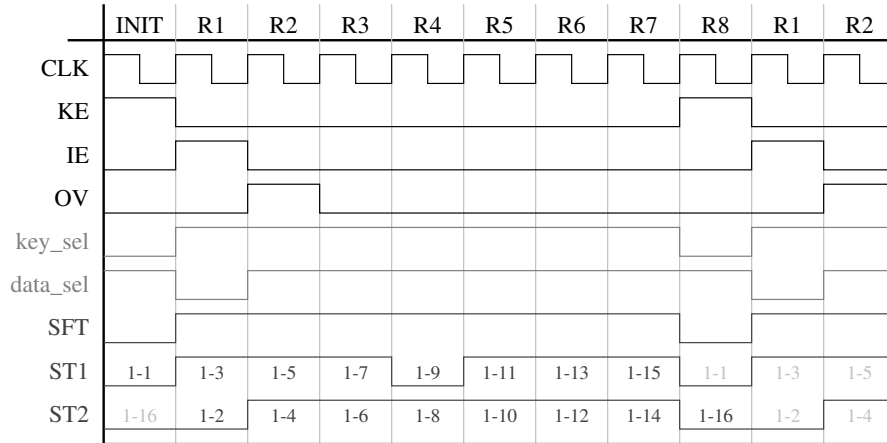 INIT R1 R2 R3 R4 R5 R6 R7 R8 R1 R2
CLK
KE
IE
OV
key_sel
data_sel
SFT
ST1 1-1 1-3 1-5 1-7 1-9 1-11 1-13 1-15 1-1 1-3 1-5
ST2 1-16 1-2 1-4 1-6 1-8 1-10 1-12 1-14 1-16 1-2 1-4